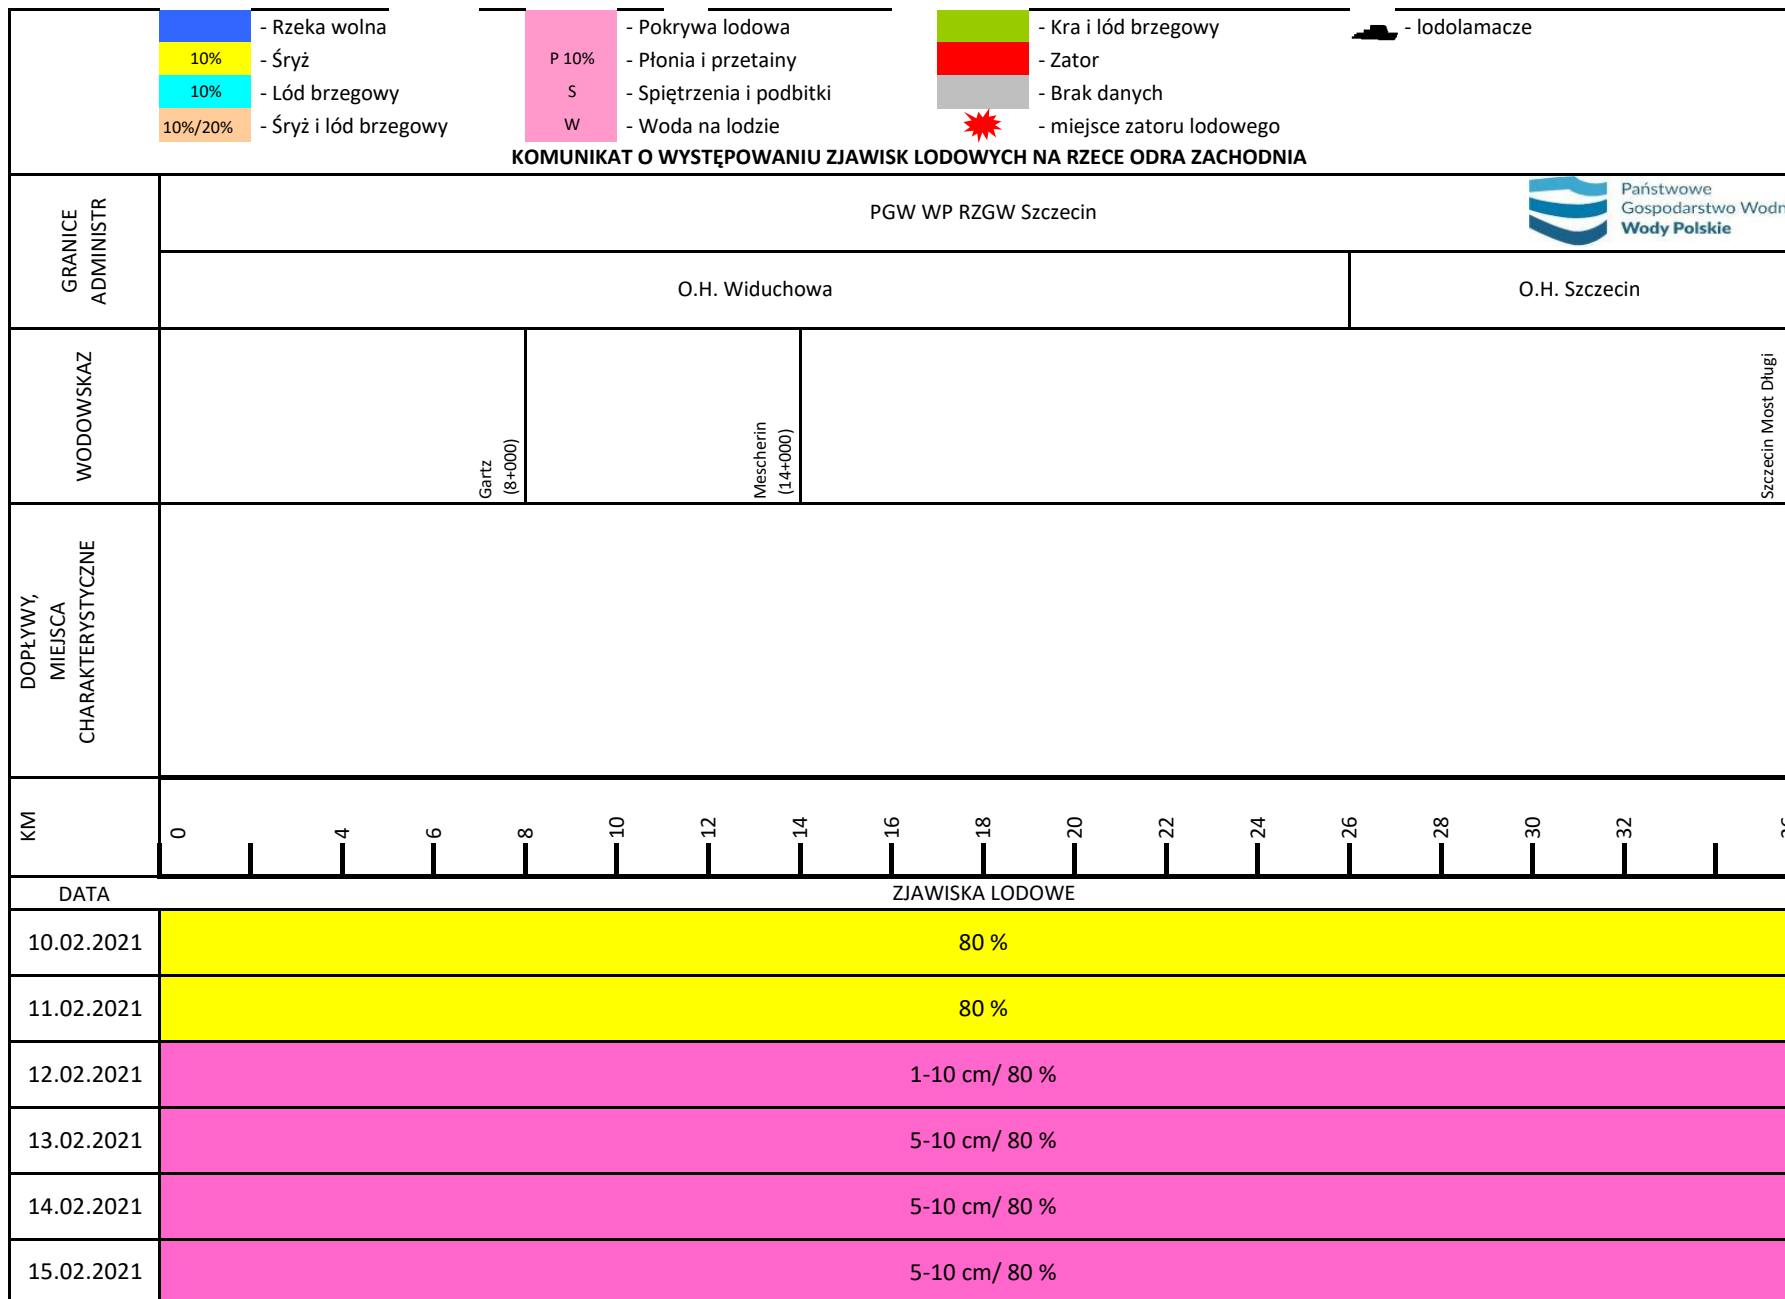 - Rzeka wolna
- Pokrywa lodowa
- Kra i lód brzegowy
- lodolamacze
10%
- Śryż
P 10%
- Płonia i przetainy
- Zator
10%
- Lód brzegowy
S
- Spiętrzenia i podbitki
- Brak danych
10%/20%
- Śryż i lód brzegowy
W
- Woda na lodzie
- miejsce zatoru lodowego
KOMUNIKAT O WYSTĘPOWANIU ZJAWISK LODOWYCH NA RZECE ODRA ZACHODNIA
GRANICE
ADMINISTR
PGW WP RZGW Szczecin
Państwowe
Gospodarstwo Wodn
Wody Polskie
O.H. Widuchowa
O.H. Szczecin
WODOWSKAZ
Gartz
(8+000)
Mescherin
(14+000)
Szczecin Most Długi
DOPŁYWY,
MIEJSCA
CHARAKTERYSTYCZNE
KM
0
4
6
8
10
12
14
16
18
20
22
24
26
28
30
32
DATA
ZJAWISKA LODOWE
10.02.2021
80 %
11.02.2021
80 %
12.02.2021
1-10 cm/ 80 %
13.02.2021
5-10 cm/ 80 %
14.02.2021
5-10 cm/ 80 %
15.02.2021
5-10 cm/ 80 %